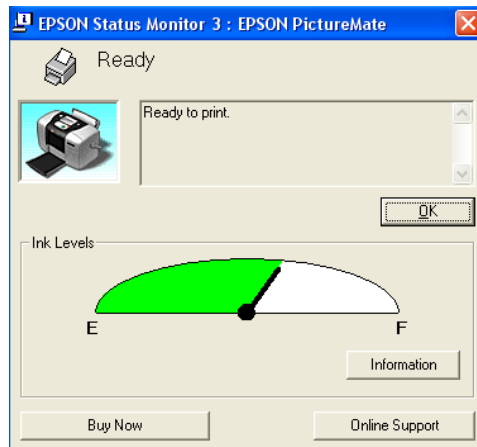 EPSON Status Monitor 3 : EPSON PictureMate
Ready
Ready to print.
OK
Ink Levels
E
F
Information
Buy Now
Online Support